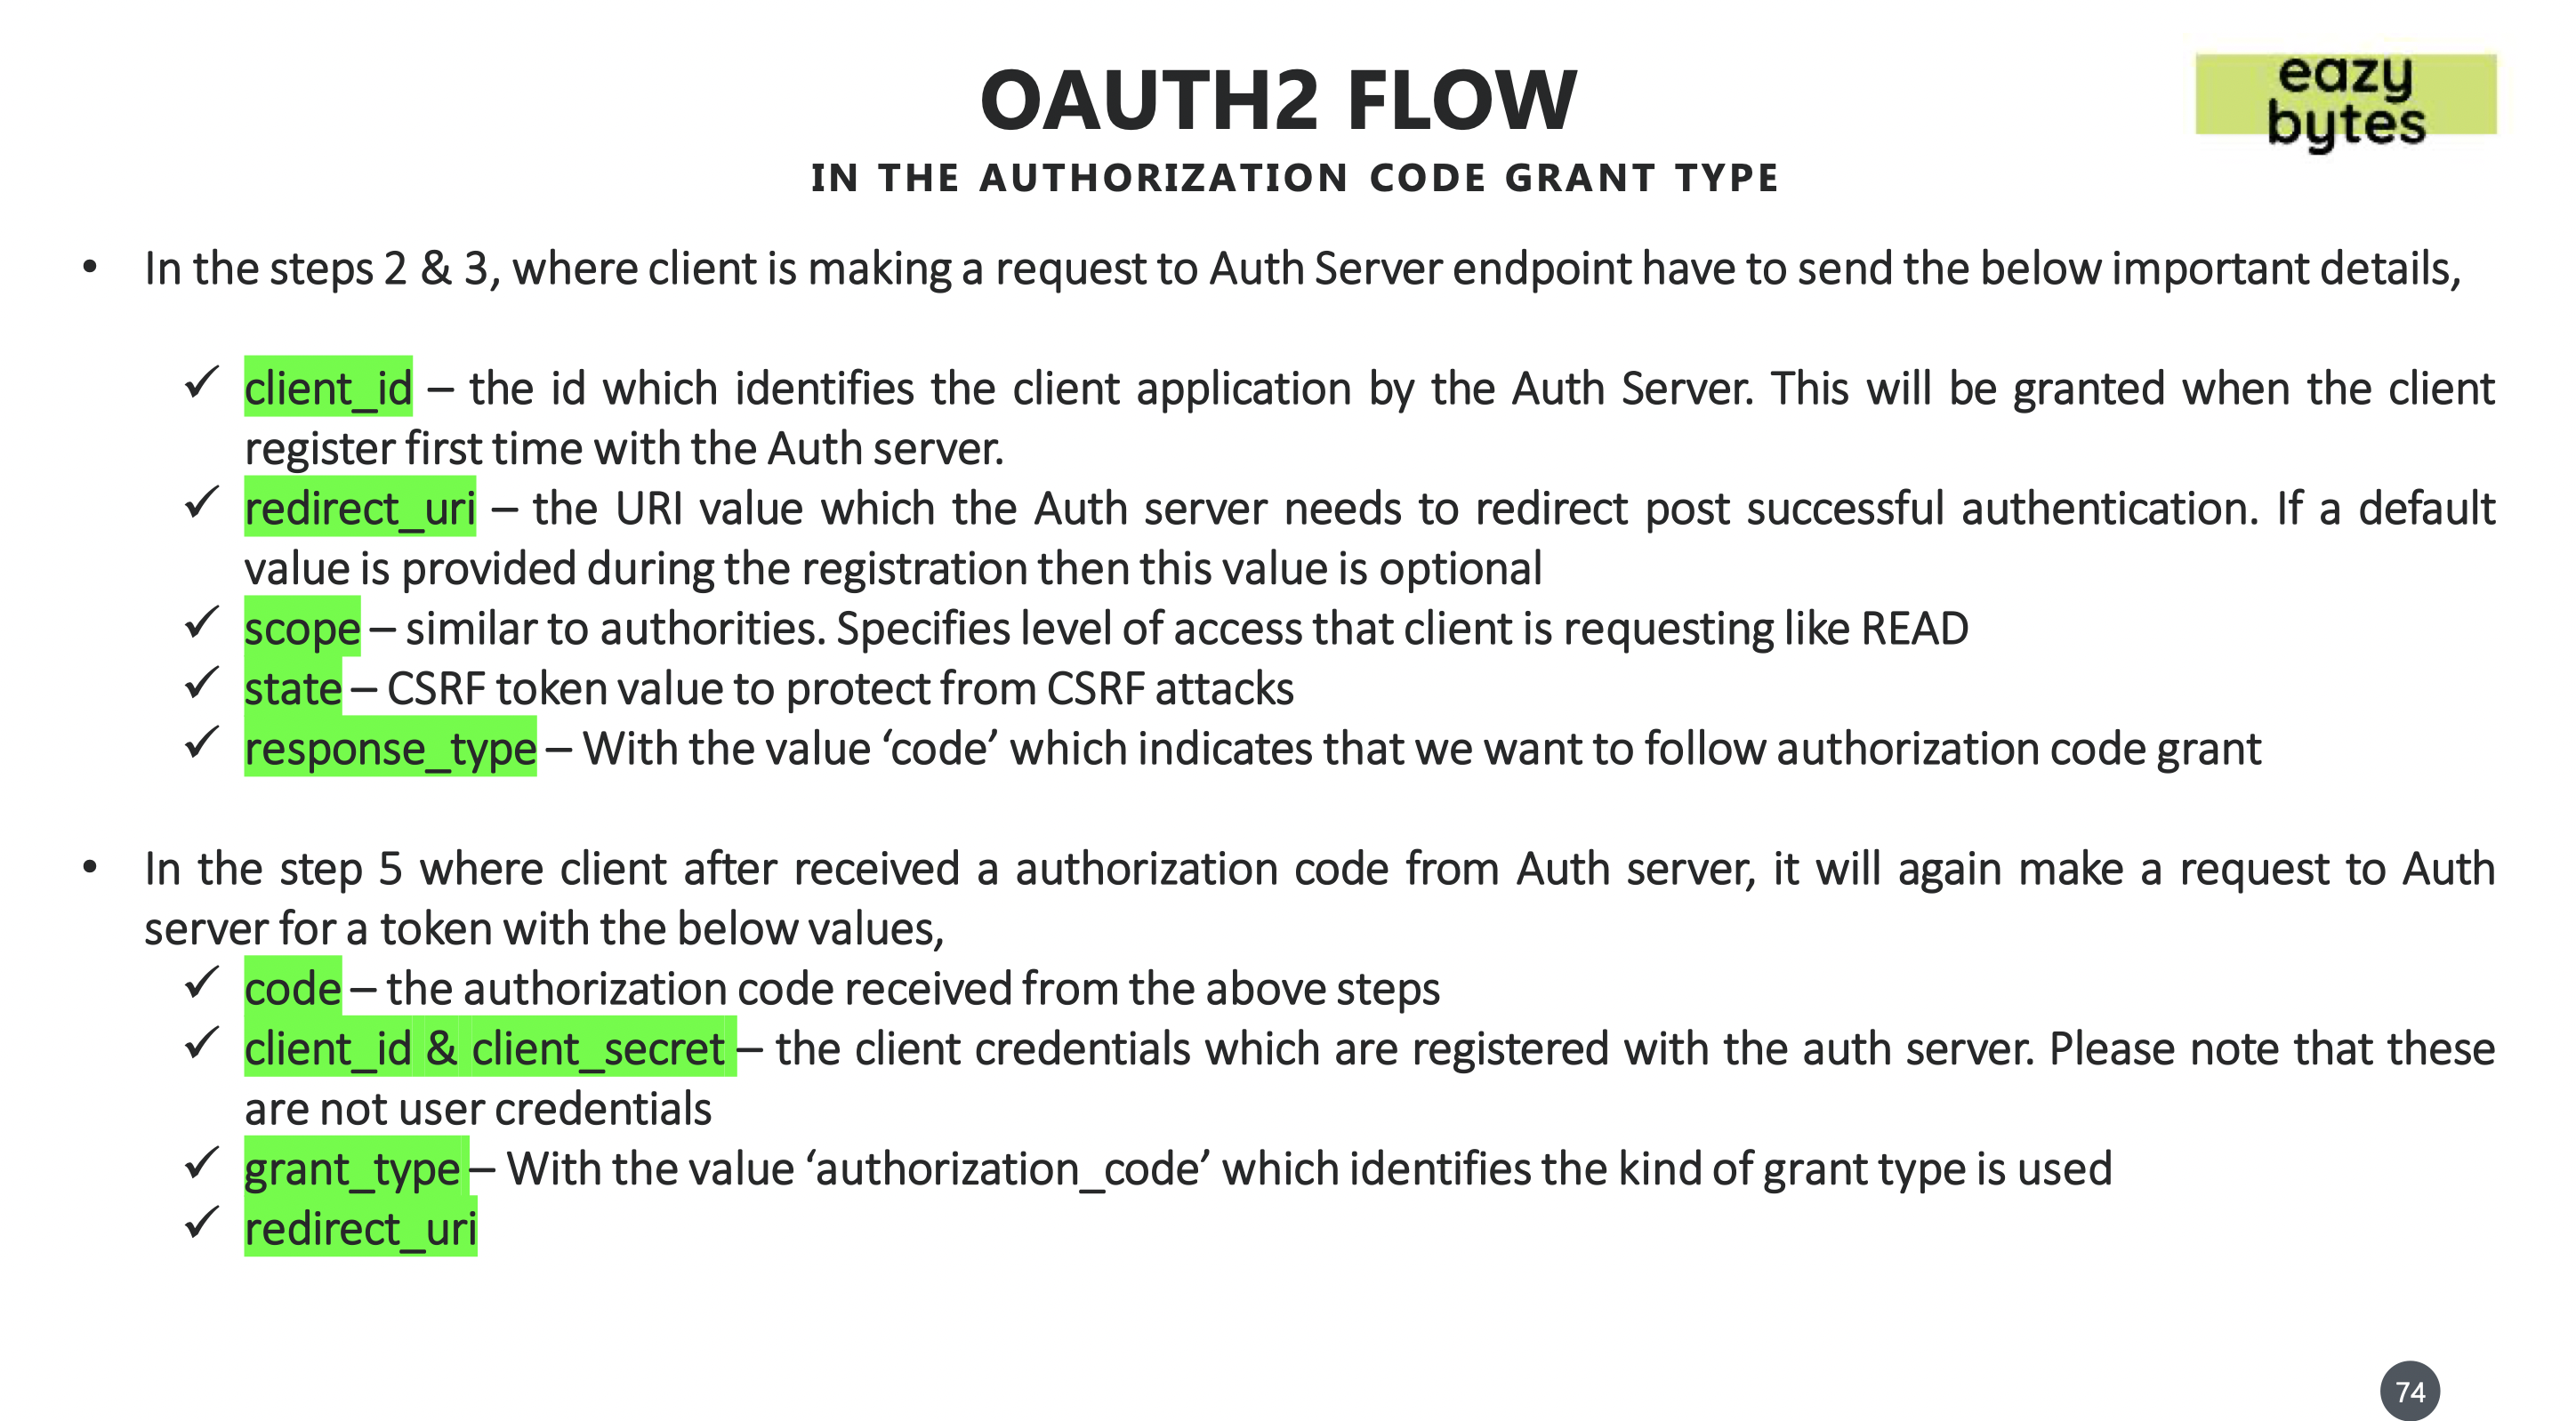 OAUTH2 FLOW
eazy
bytes
IN THE AUTHORIZATION CODE GRANT TYPE
• In the steps 2 & 3, where client is making a request to Auth Server endpoint have to send the below important details,
✓ client_id – the id which identifies the client application by the Auth Server. This will be granted when the client
register first time with the Auth server.
✓ redirect_uri – the URI value which the Auth server needs to redirect post successful authentication. If a default
value is provided during the registration then this value is optional
✓ scope – similar to authorities. Specifies level of access that client is requesting like READ
✓ state – CSRF token value to protect from CSRF attacks
✓ response_type – With the value ‘code’ which indicates that we want to follow authorization code grant
• In the step 5 where client after received a authorization code from Auth server, it will again make a request to Auth
server for a token with the below values,
✓ code – the authorization code received from the above steps
✓ client_id & client_secret – the client credentials which are registered with the auth server. Please note that these
are not user credentials
✓ grant_type – With the value ‘authorization_code’ which identifies the kind of grant type is used
✓ redirect_uri
74